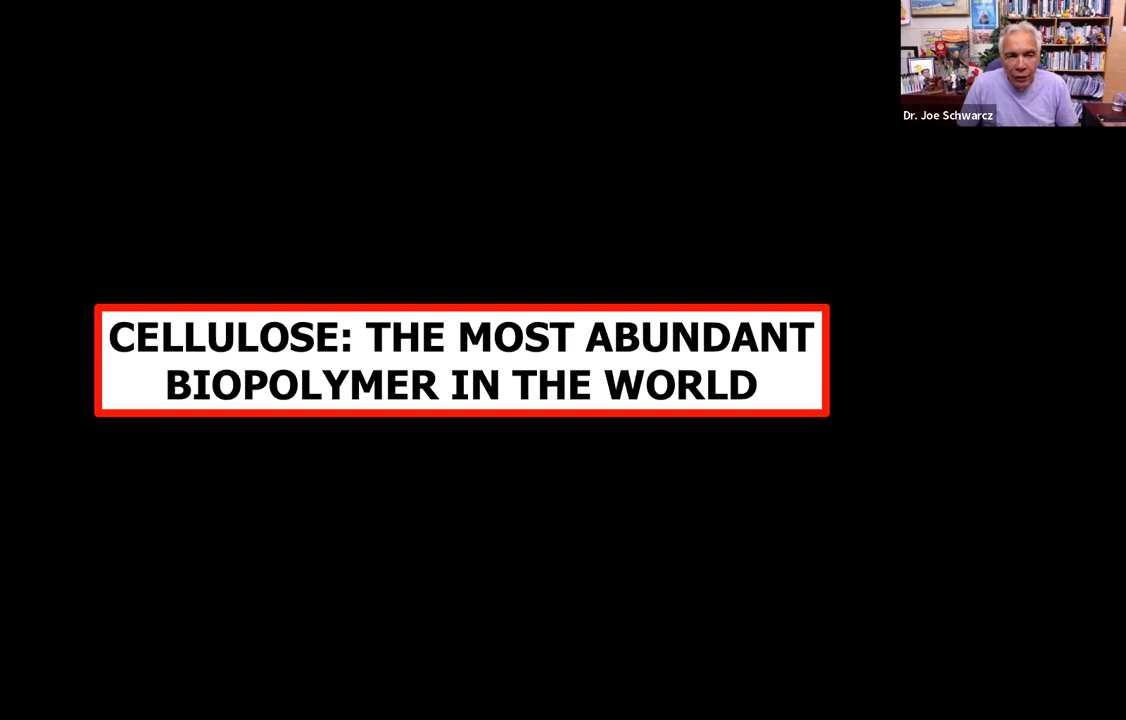 Dr. Joe Schwarcz
CELLULOSE: THE MOST ABUNDANT
BIOPOLYMER IN THE WORLD